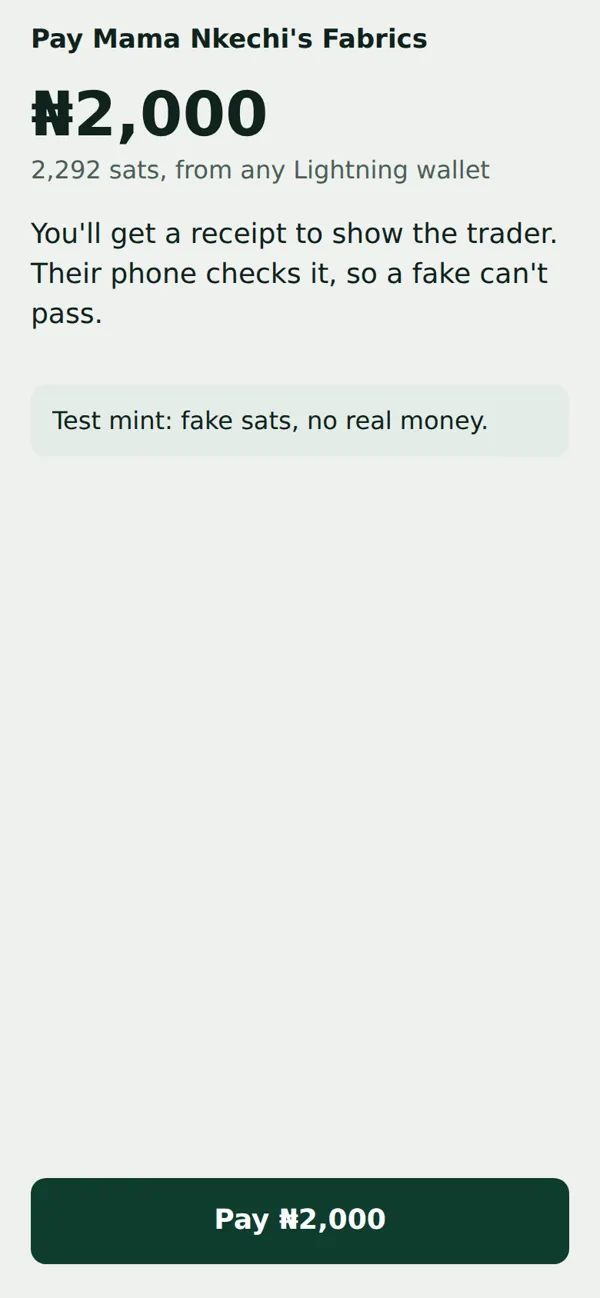 Pay Mama Nkechi's Fabrics
₦2,000
2,292 sats, from any Lightning wallet
You'll get a receipt to show the trader.
Their phone checks it, so a fake can't
pass.
Test mint: fake sats, no real money.
Pay ₦2,000